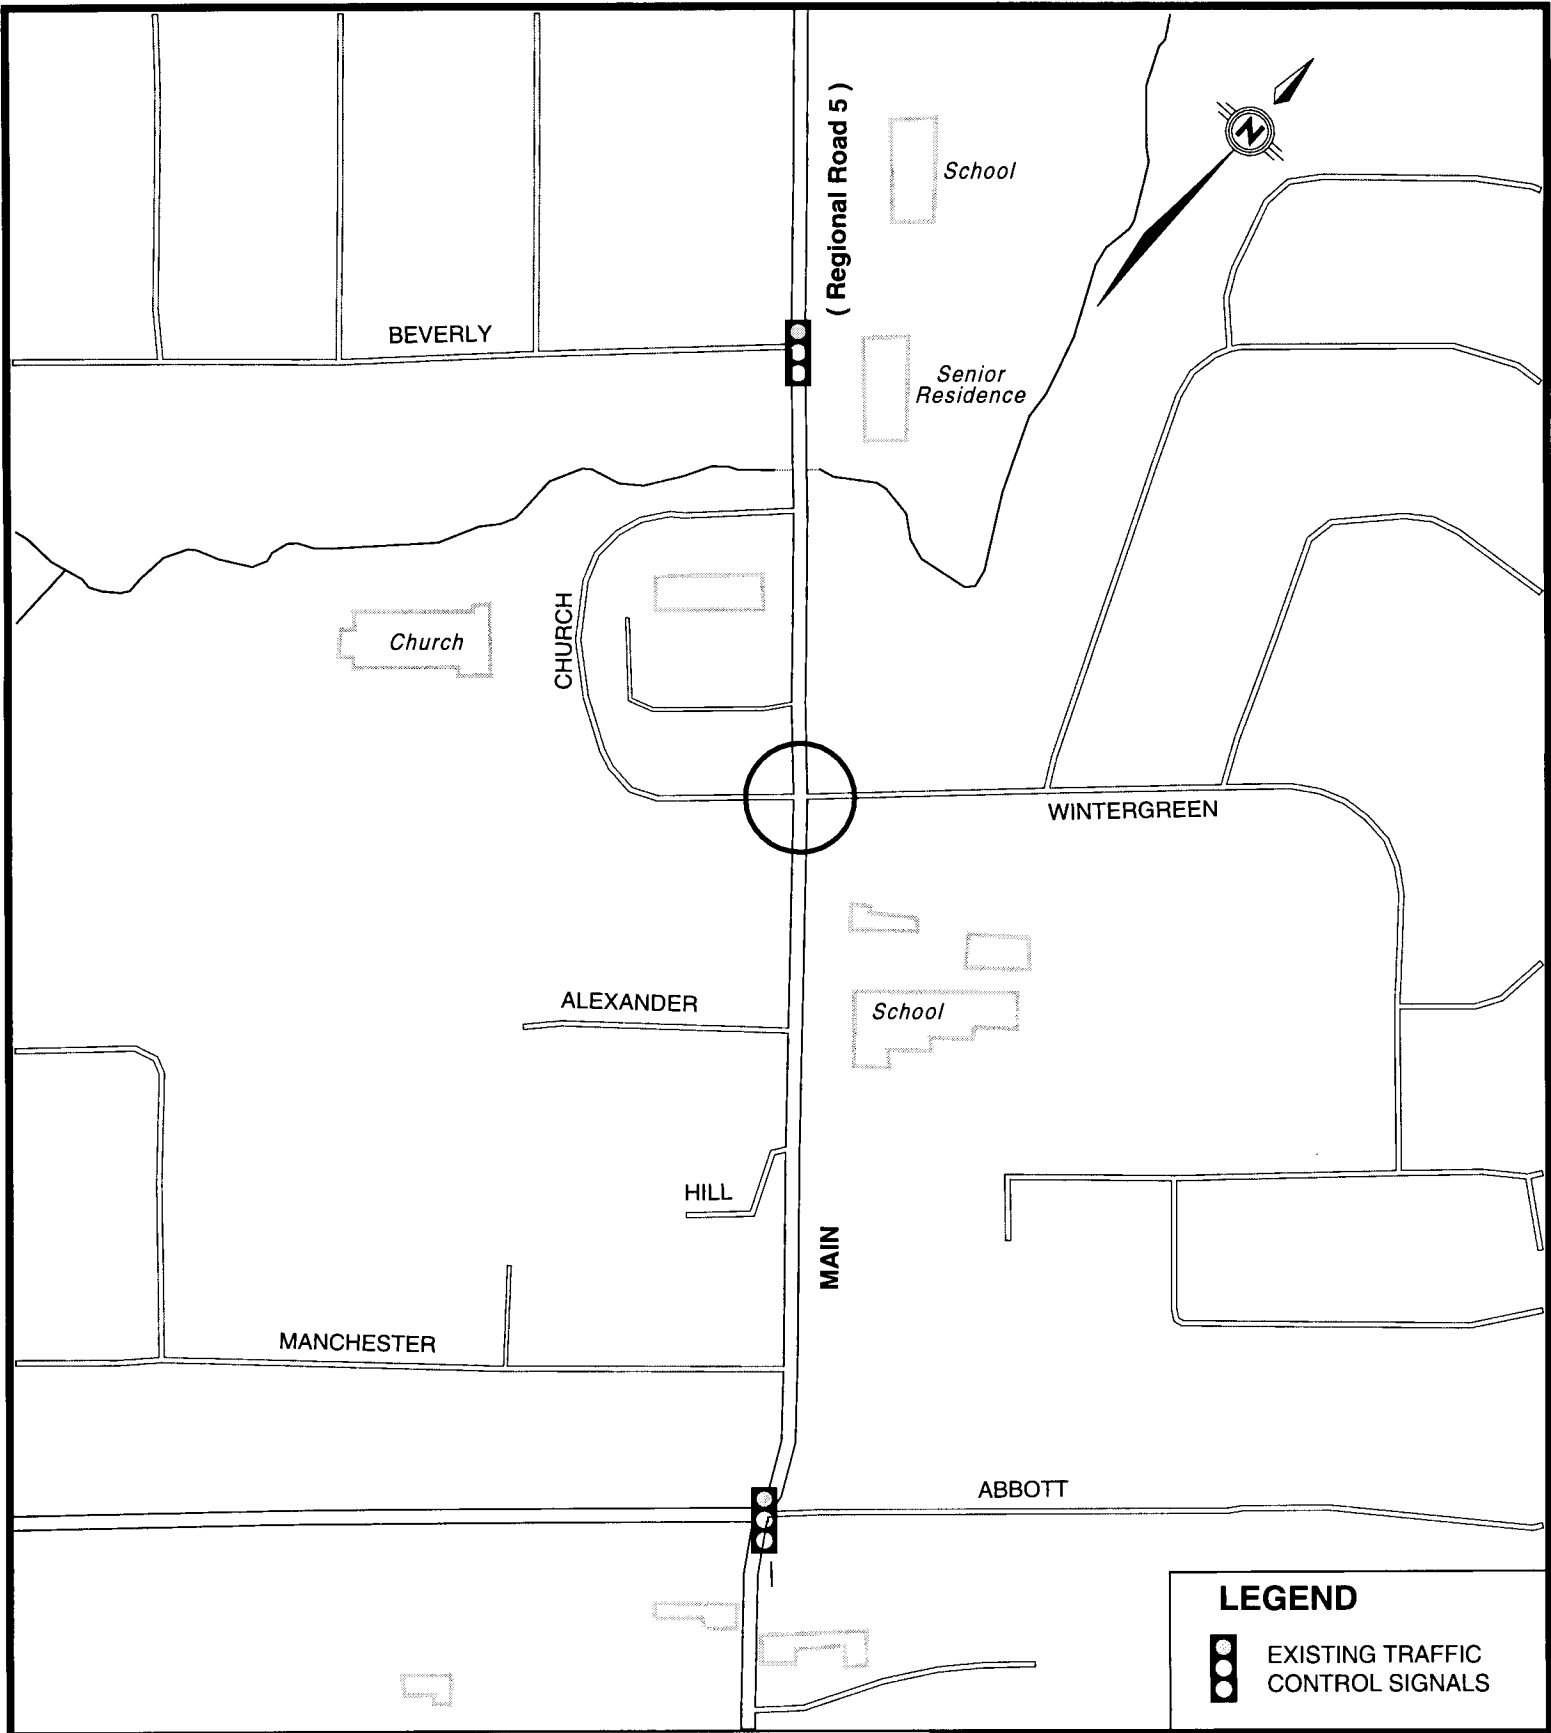 ( Regional Road 5 )
School
N
BEVERLY
Senior
Residence
CHURCH
Church
WINTERGREEN
ALEXANDER
School
HILL
MAIN
MANCHESTER
ABBOTT
LEGEND
EXISTING TRAFFIC
CONTROL SIGNALS